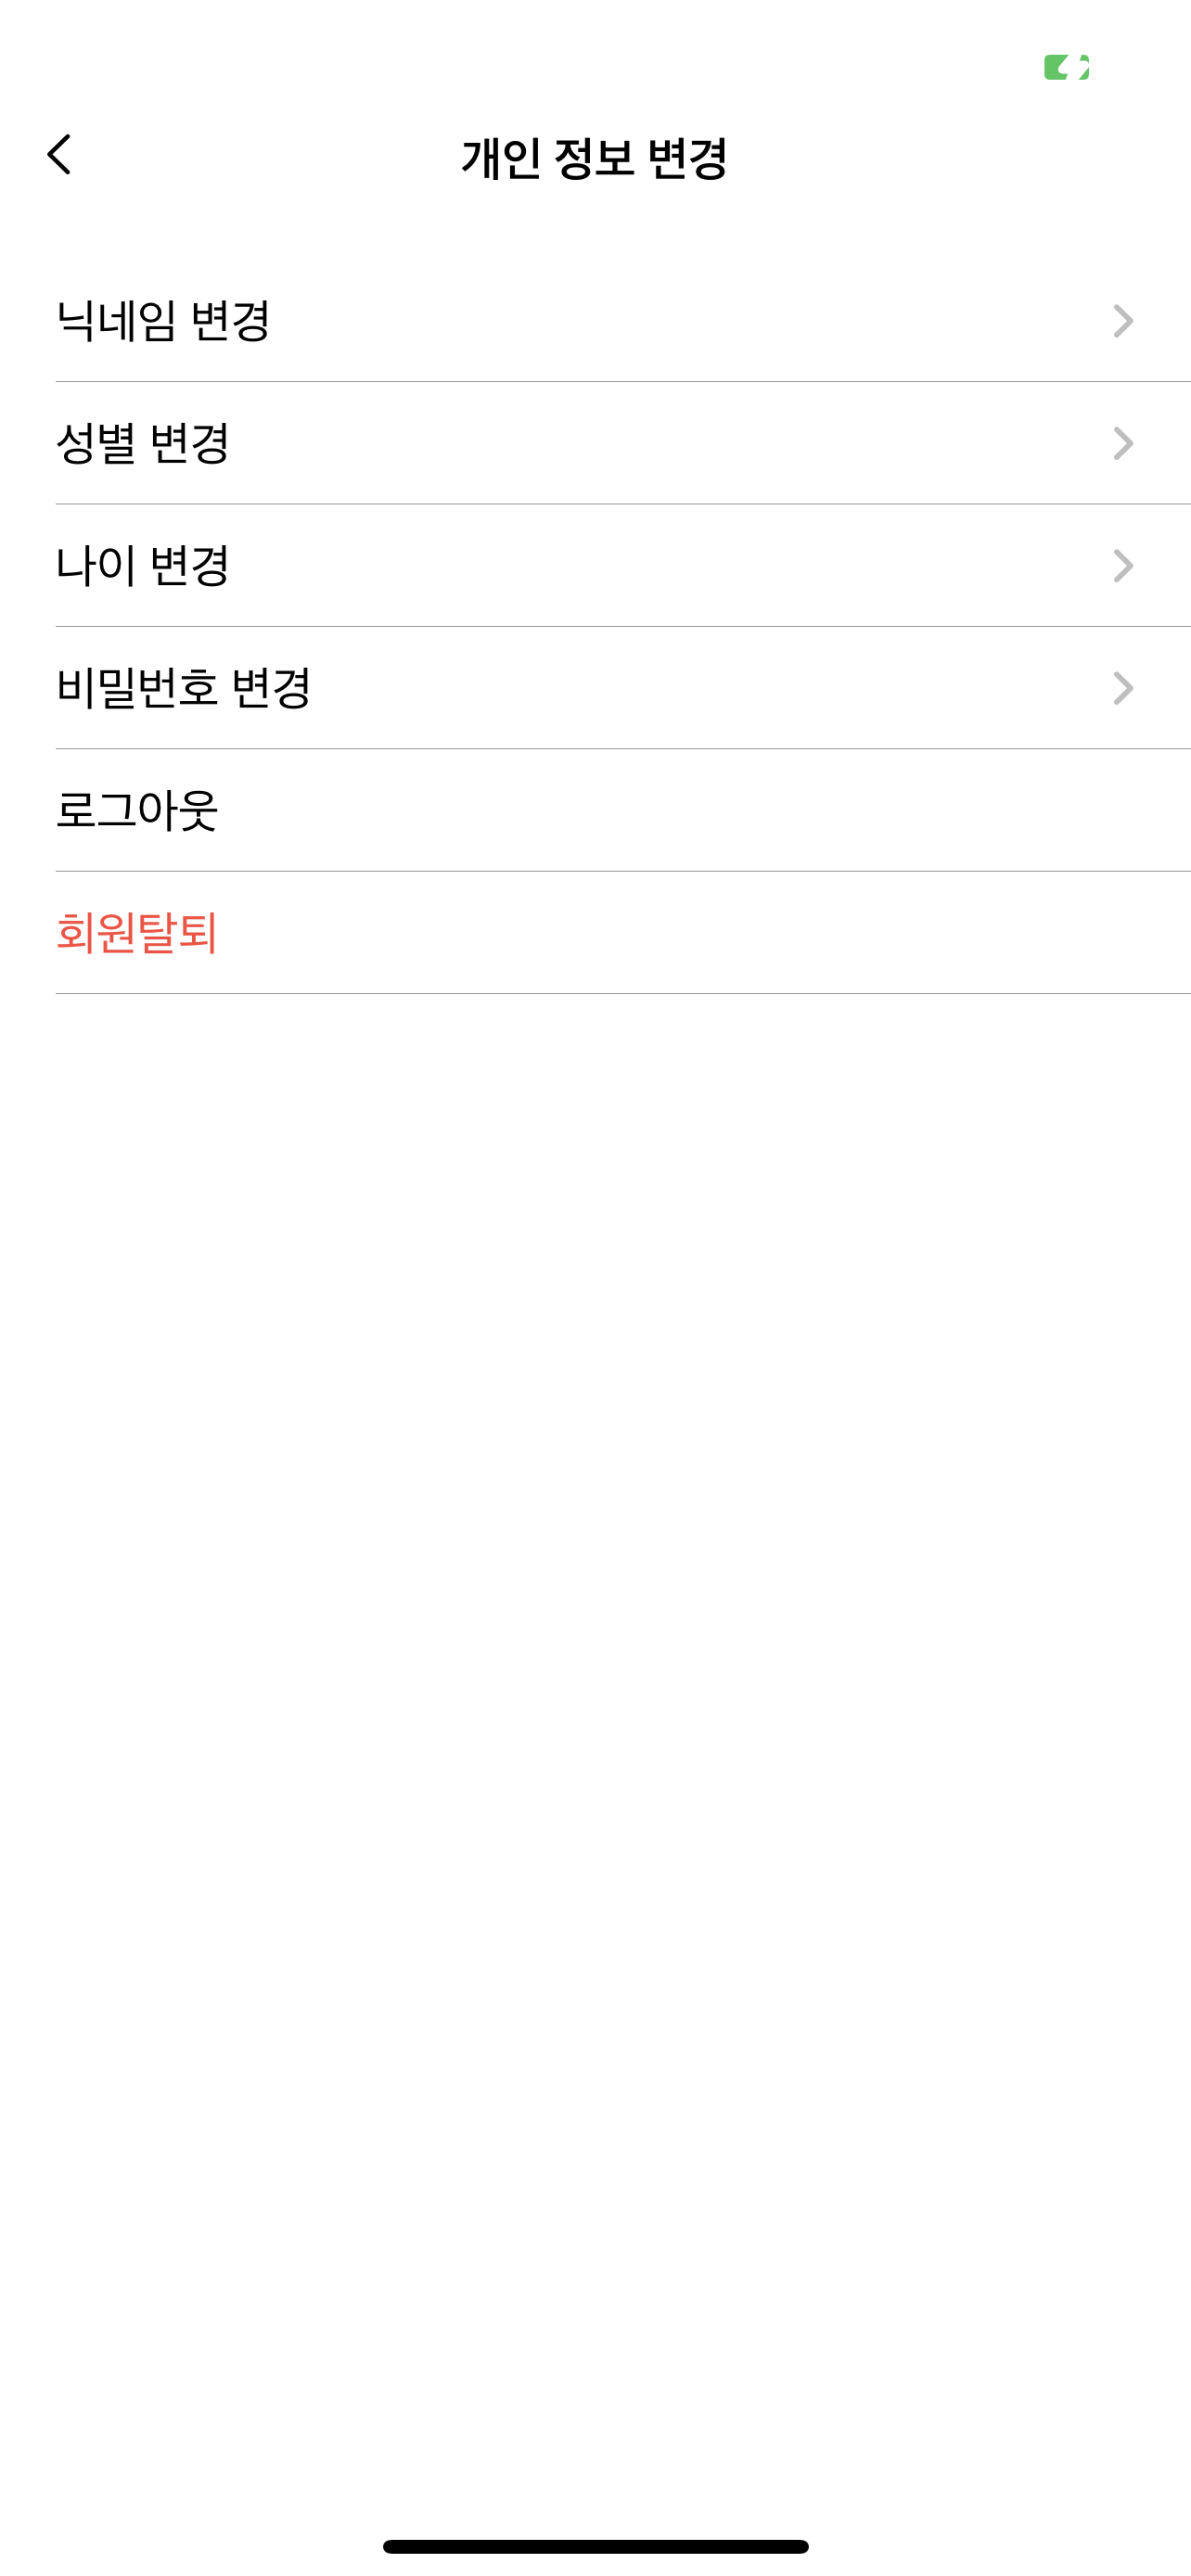 개인 정보 변경
닉네임 변경
성별 변경
나이 변경
비밀번호 변경
로그아웃
회원탈퇴